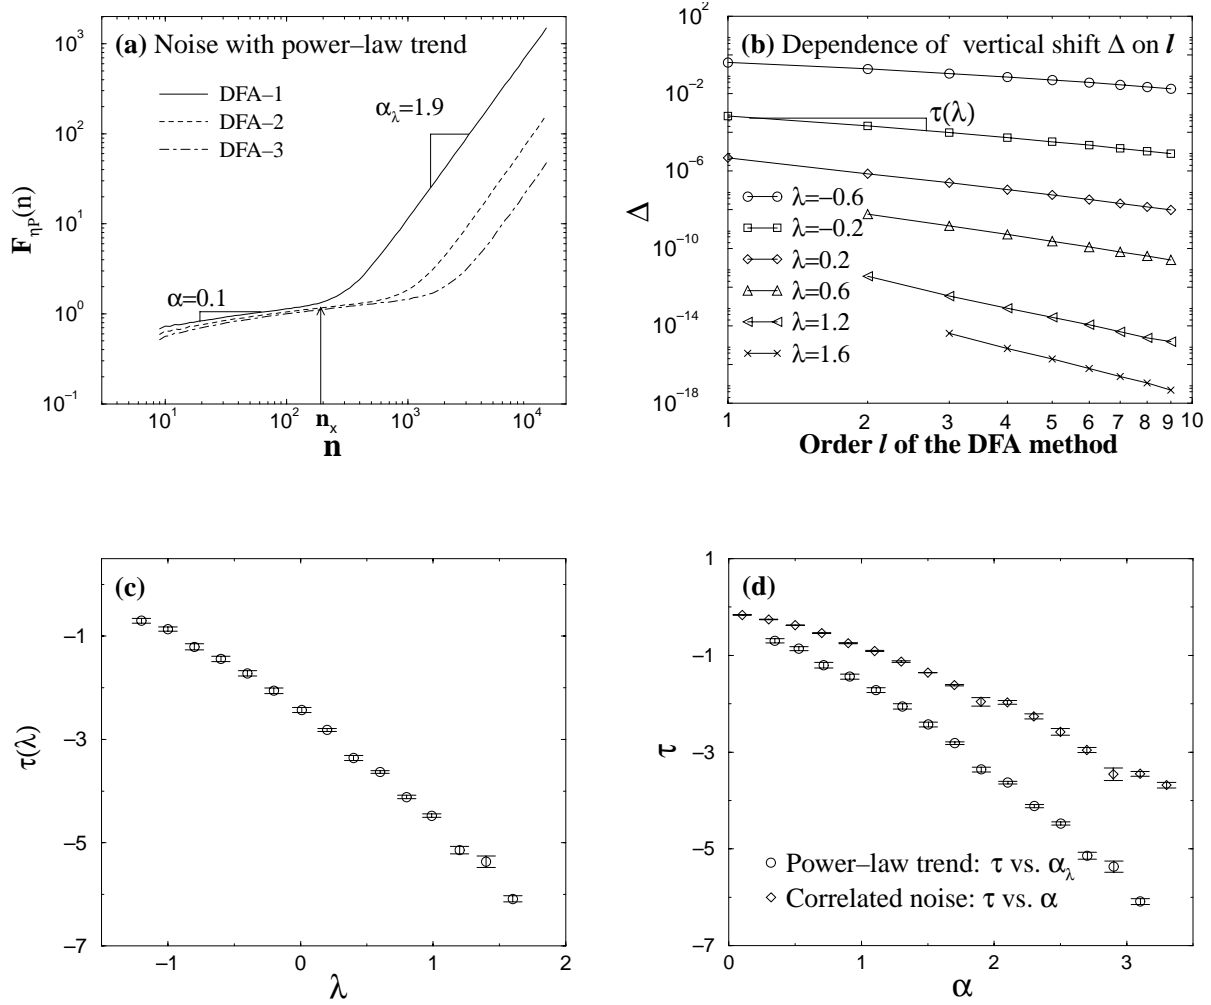 (a) Noise with power–law trend
DFA–1
DFA–2
DFA–3
α_λ=1.9
α=0.1
10^3
10^2
10^1
10^0
10^−1
F_ηP(n)
10^1 10^2 n_x 10^3 10^4
n
(b) Dependence of vertical shift Δ on l
τ(λ)
λ=−0.6
λ=−0.2
λ=0.2
λ=0.6
λ=1.2
λ=1.6
10^2
10^−2
10^−6
10^−10
10^−14
10^−18
Δ
1 2 3 4 5 6 7 8 9 10
Order l of the DFA method
(c)
−1
−3
−5
−7
τ(λ)
−1 0 1 2
λ
(d)
1
−1
−3
−5
−7
τ
Power–law trend: τ vs. α_λ
Correlated noise: τ vs. α
0 1 2 3
α